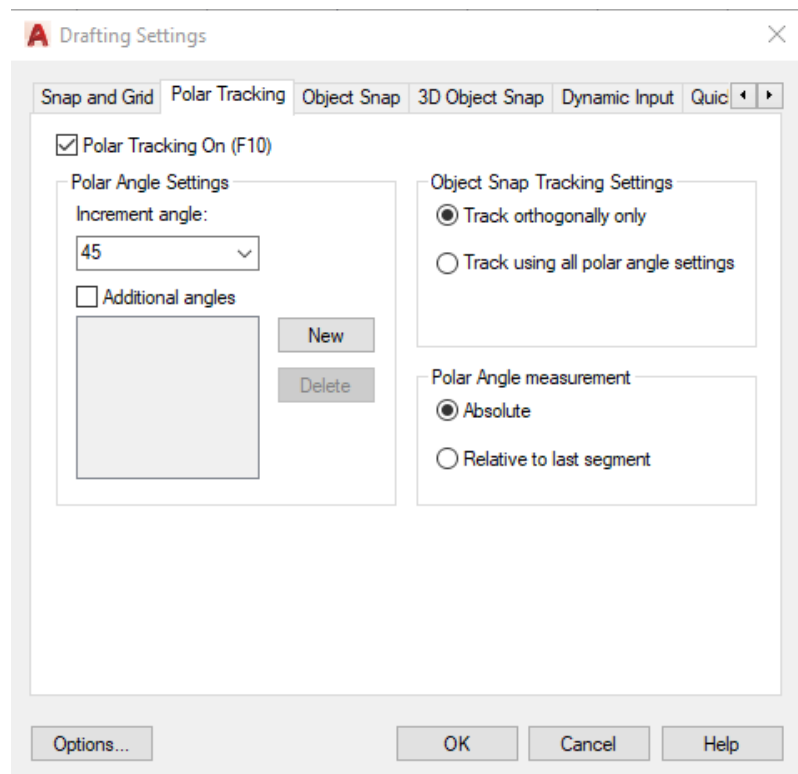 Drafting Settings
Snap and Grid Polar Tracking Object Snap 3D Object Snap Dynamic Input Quic
Polar Tracking On (F10)
Polar Angle Settings
Increment angle:
45
Additional angles
New
Delete
Object Snap Tracking Settings
Track orthogonally only
Track using all polar angle settings
Polar Angle measurement
Absolute
Relative to last segment
Options... OK Cancel Help